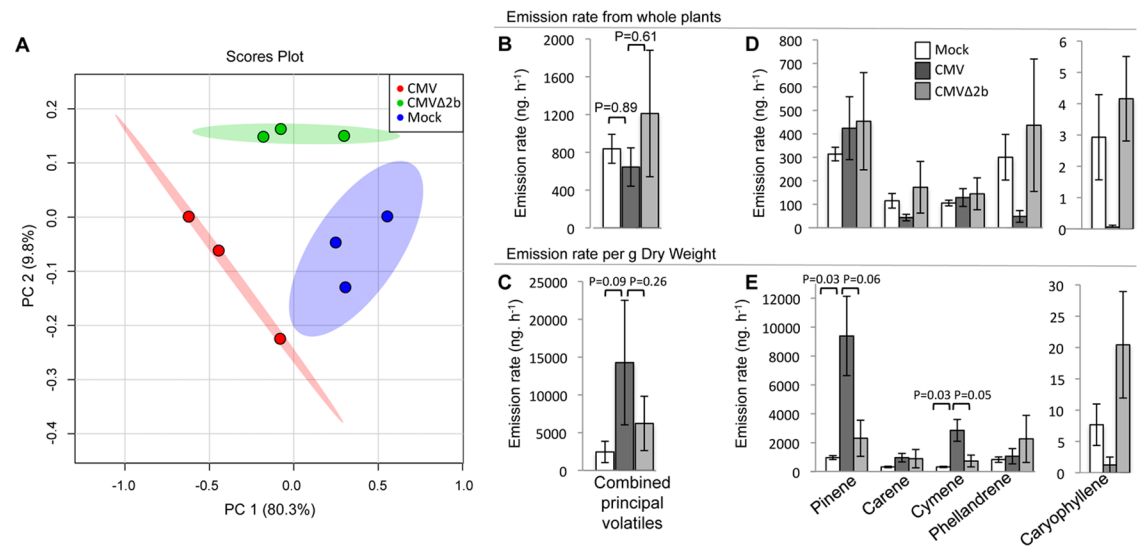 Emission rate from whole plants
A
Scores Plot
CMV
CMVΔ2b
Mock
0.2
0.1
0.0
-0.1
-0.2
-0.3
-0.4
PC 2 (9.8%)
-1.0 -0.5 0.0 0.5 1.0
PC 1 (80.3%)
B
P=0.61
P=0.89
2000
1600
1200
800
400
0
Emission rate (ng. h-1)
D
Mock
CMV
CMVΔ2b
800
700
600
500
400
300
200
100
0
Emission rate (ng. h-1)
6
5
4
3
2
1
0
Emission rate per g Dry Weight
C
P=0.09 P=0.26
25000
20000
15000
10000
5000
0
Emission rate (ng. h-1)
Combined
principal
volatiles
E
P=0.03 P=0.06
P=0.03 P=0.05
12000
10000
8000
6000
4000
2000
0
Emission rate (ng. h-1)
Pinene
Carene
Cymene
Phellandrene
30
25
20
15
10
5
0
Caryophyllene